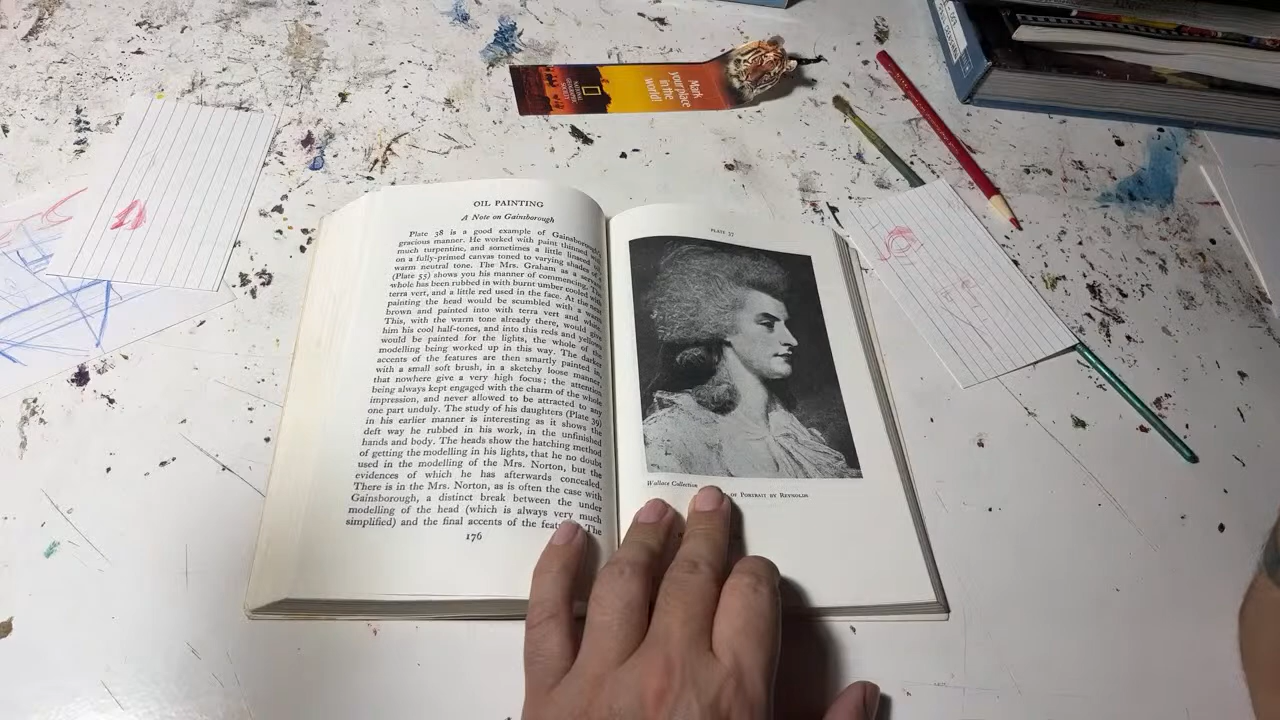 Mark
your place
in the
world!
NATIONAL
GEOGRAPHIC
SOCIETY
OIL PAINTING
A Note on Gainsborough
Plate 38 is a good example of Gainsborough's
gracious manner. He worked with paint thinned with
much turpentine, and sometimes a little linseed
on a fully-primed canvas toned to varying shades of
warm neutral tone. The Mrs. Graham as a
(Plate 55) shows you his manner of commencing. The
whole has been rubbed in with burnt umber cooled
terra vert, and a little red used in the face. At the
painting the head would be scumbled with a
brown and painted into with terra vert and white.
This, with the warm tone already there, would give
him his cool half-tones, and into this reds and yellows
would be painted for the lights, the whole of the
modelling being worked up in this way. The darker
accents of the features are then smartly painted in
with a small soft brush, in a sketchy loose manner,
that nowhere give a very high focus ; the attention
being always kept engaged with the charm of the whole
impression, and never allowed to be attracted to any
one part unduly. The study of his daughters (Plate 39)
in his earlier manner is interesting as it shows the
deft way he rubbed in his work, in the unfinished
hands and body. The heads show the hatching method
of getting the modelling in his lights, that he no doubt
used in the modelling of the Mrs. Norton, but the
evidences of which he has afterwards concealed.
There is in the Mrs. Norton, as is often the case with
Gainsborough, a distinct break between the under
modelling of the head (which is always very much
simplified) and the final accents of the The
176
PLATE 37
Wallace Collection
OF PORTRAIT BY REYNOLDS